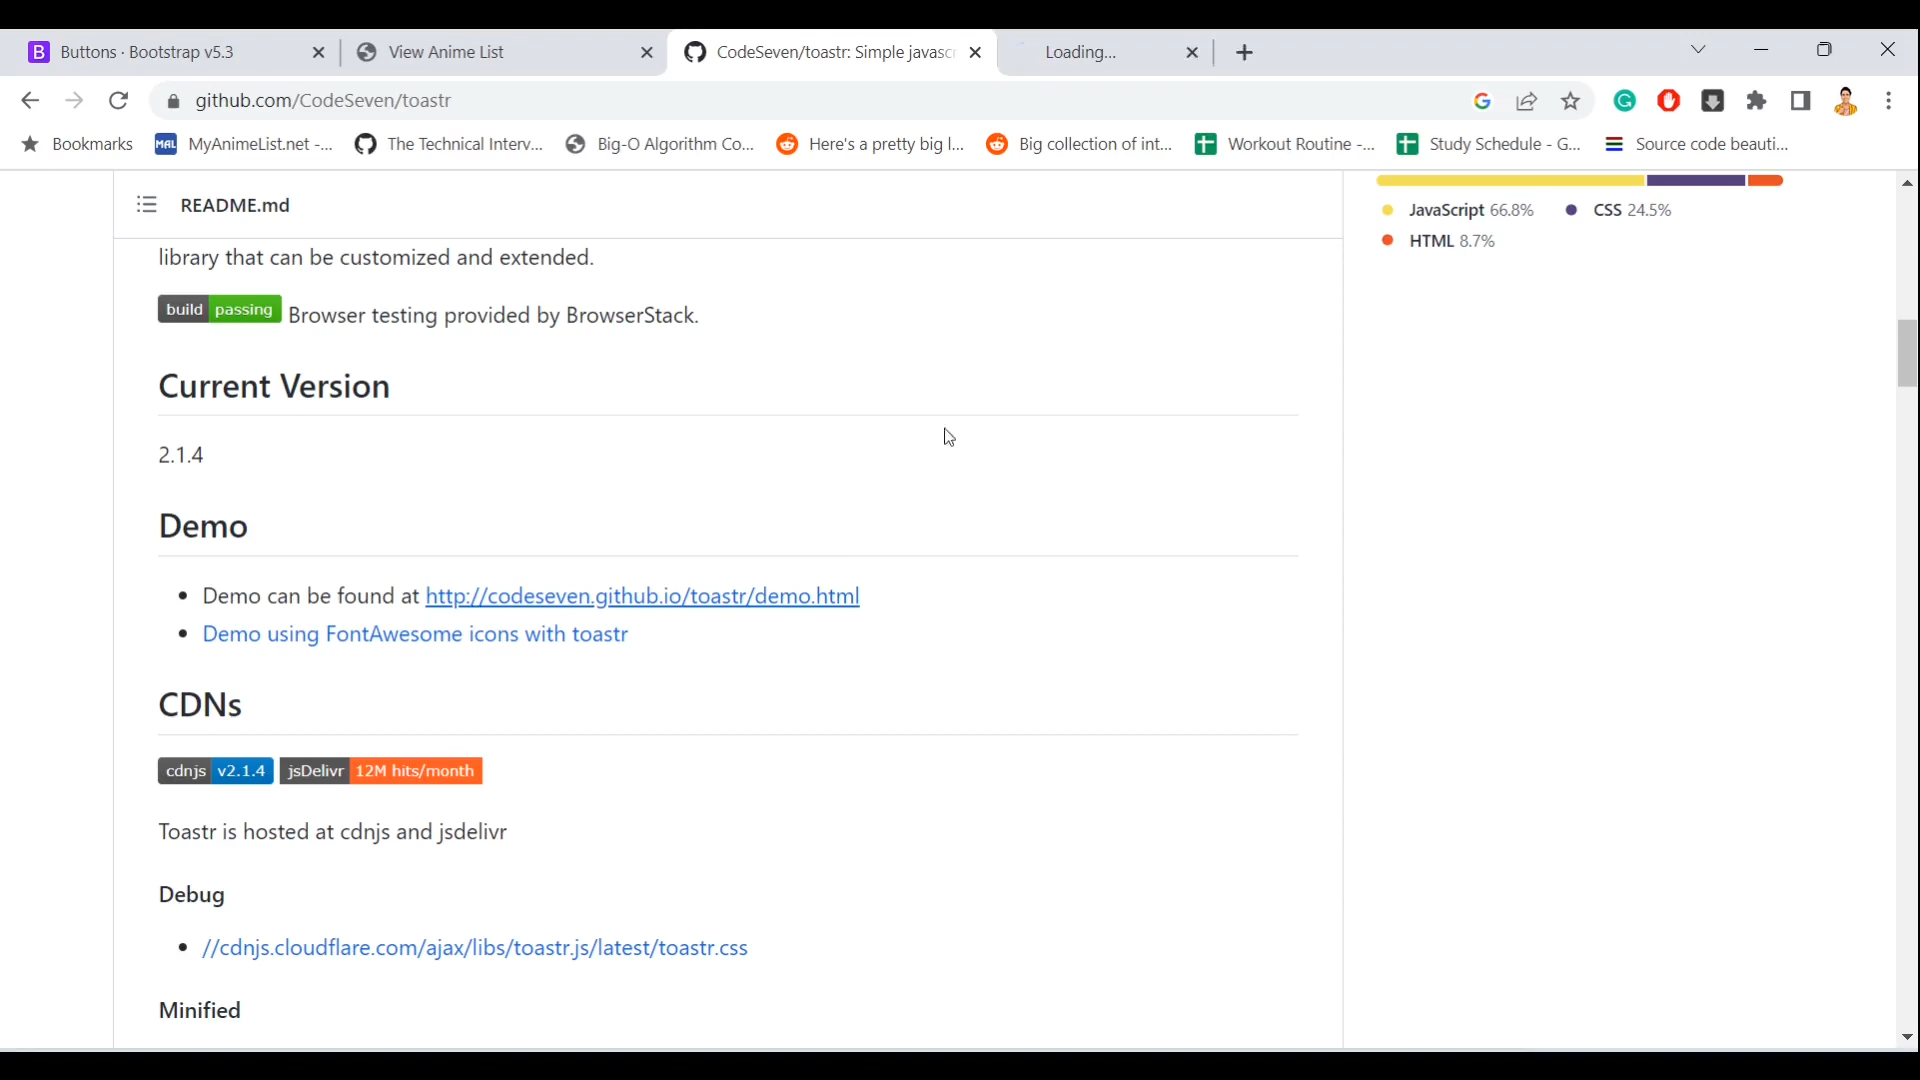 Buttons · Bootstrap v5.3
View Anime List
CodeSeven/toastr: Simple javascr
Loading...
github.com/CodeSeven/toastr
Bookmarks
MAL MyAnimeList.net -...
The Technical Interv...
Big-O Algorithm Co...
Here's a pretty big l...
Big collection of int...
Workout Routine -...
Study Schedule - G...
Source code beauti...
README.md
JavaScript 66.8%
CSS 24.5%
HTML 8.7%
library that can be customized and extended.
build passing Browser testing provided by BrowserStack.
Current Version
2.1.4
Demo
• Demo can be found at http://codeseven.github.io/toastr/demo.html
• Demo using FontAwesome icons with toastr
CDNs
cdnjs v2.1.4 jsDelivr 12M hits/month
Toastr is hosted at cdnjs and jsdelivr
Debug
• //cdnjs.cloudflare.com/ajax/libs/toastr.js/latest/toastr.css
Minified